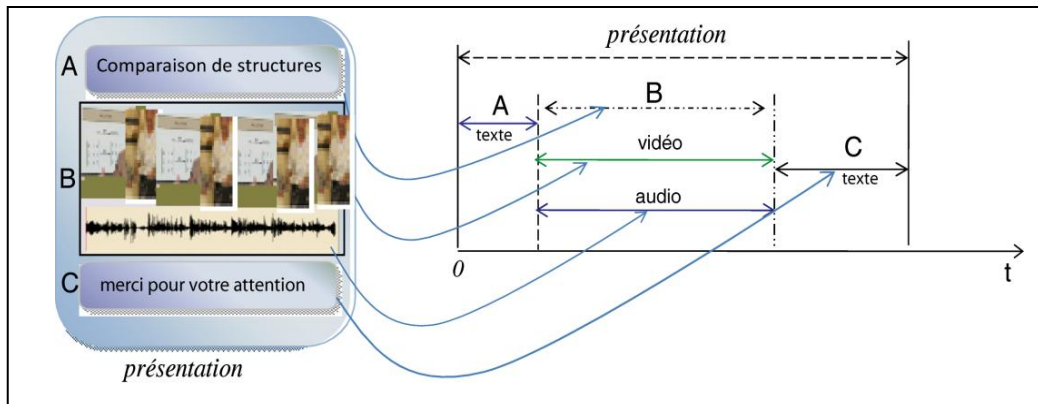 A
Comparaison de structures
B
C
merci pour votre attention
présentation
présentation
A
texte
B
vidéo
audio
C
texte
0
t